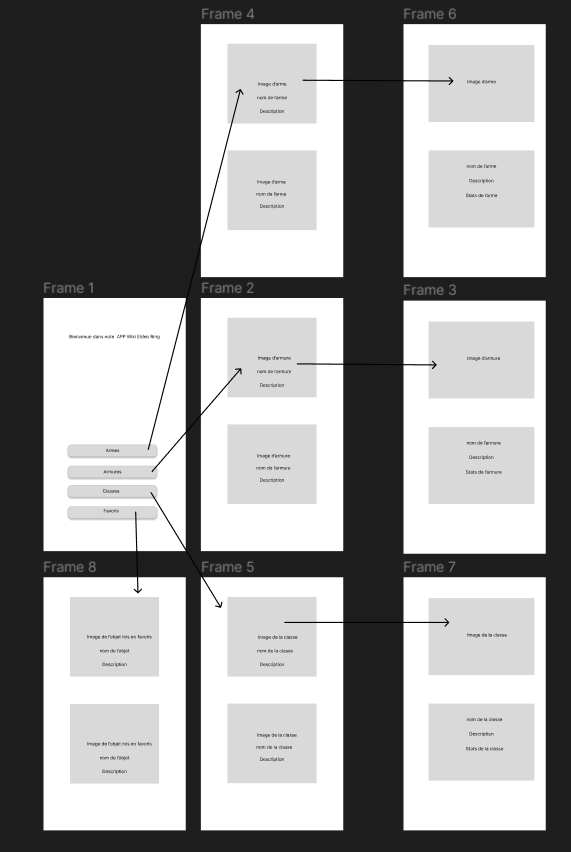 Frame 4
Image d'arme
nom de l'arme
Description
Image d'arme
nom de l'arme
Description
Frame 6
Image d'arme
nom de l'arme
Description
Stats de l'arme
Frame 1
Bienvenue dans note APP Wiki Elden Ring
Armes
Armures
Classes
Favoris
Frame 2
Image d'armure
nom de l'armure
Description
Image d'armure
nom de l'armure
Description
Frame 3
Image d'armure
nom de l'armure
Description
Stats de l'armure
Frame 8
Image de l'objet mis en favoris
nom de l'objet
Description
Image de l'objet mis en favoris
nom de l'objet
Description
Frame 5
Image de la classe
nom de la classe
Description
Image de la classe
nom de la classe
Description
Frame 7
Image de la classe
nom de la classe
Description
Stats de la classe